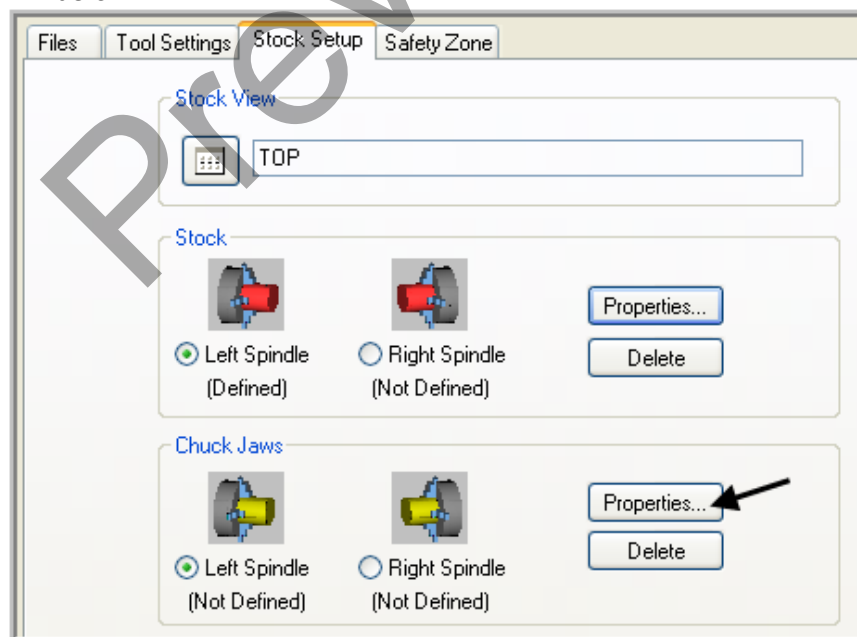 Files Tool Settings Stock Setup Safety Zone
Stock View
TOP
Stock
Properties...
Left Spindle Right Spindle
Delete
(Defined) (Not Defined)
Chuck Jaws
Properties...
Delete
Left Spindle Right Spindle
(Not Defined) (Not Defined)